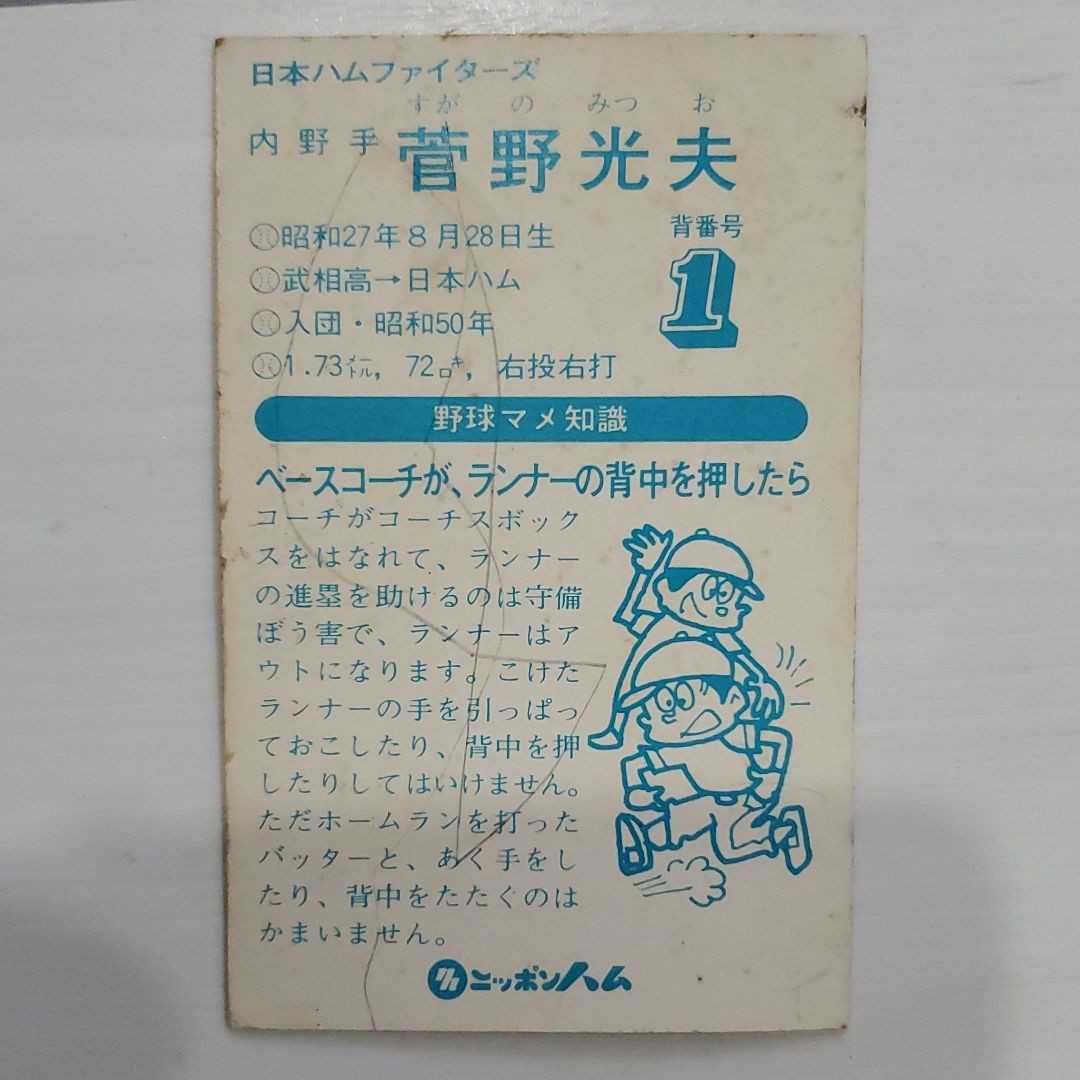 日本ハムファイターズ
すが の みつ お
内野手 菅野光夫
昭和27年8月28日生
背番号
1
武相高→日本ハム
入団・昭和50年
1.73メートル, 72キロ, 右投右打
野球マメ知識
ベースコーチが、ランナーの背中を押したら
コーチがコーチスボック
スをはなれて、ランナー
の進塁を助けるのは守備
ぼう害で、ランナーはア
ウトになります。こけた
ランナーの手を引っぱっ
ておこしたり、背中を押
したりしてはいけません。
ただホームランを打った
バッターと、あく手をし
たり、背中をたたくのは
かまいません。
ニッポンハム